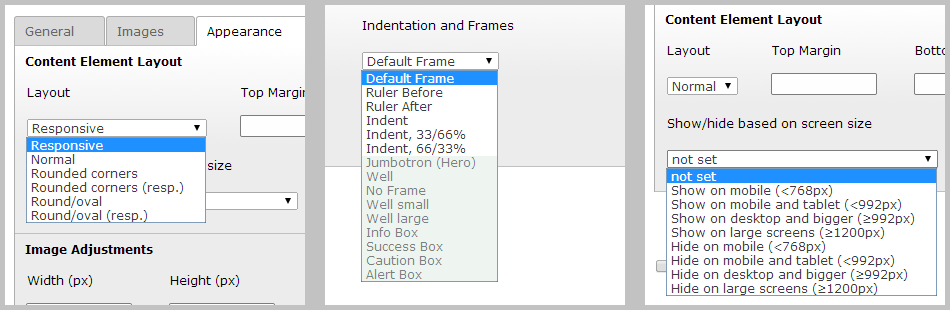 General Images Appearance
Content Element Layout
Layout Top Margin
Responsive
Responsive
Normal
Rounded corners
Rounded corners (resp.)
Round/oval
Round/oval (resp.)
size
Image Adjustments
Width (px) Height (px)
Indentation and Frames
Default Frame
Default Frame
Ruler Before
Ruler After
Indent
Indent, 33/66%
Indent, 66/33%
Jumbotron (Hero)
Well
No Frame
Well small
Well large
Info Box
Success Box
Caution Box
Alert Box
Content Element Layout
Layout Top Margin Botto
Normal
Show/hide based on screen size
not set
not set
Show on mobile (<768px)
Show on mobile and tablet (<992px)
Show on desktop and bigger (≥992px)
Show on large screens (≥1200px)
Hide on mobile (<768px)
Hide on mobile and tablet (<992px)
Hide on desktop and bigger (≥992px)
Hide on large screens (≥1200px)